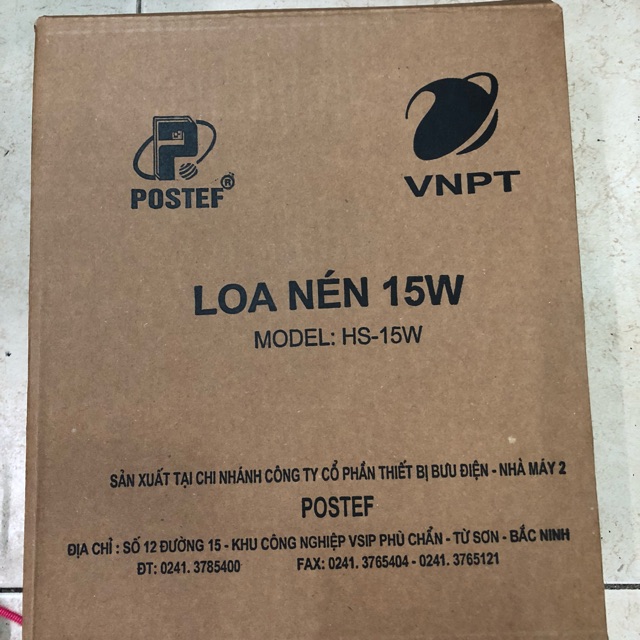 POSTEF®
VNPT
LOA NÉN 15W
MODEL: HS-15W
SẢN XUẤT TẠI CHI NHÁNH CÔNG TY CỔ PHẦN THIẾT BỊ BƯU ĐIỆN - NHÀ MÁY 2
POSTEF
ĐỊA CHỈ : SỐ 12 ĐƯỜNG 15 - KHU CÔNG NGHIỆP VSIP PHÙ CHẨN - TỪ SƠN - BẮC NINH
ĐT: 0241. 3785400 FAX: 0241. 3765404 - 0241. 3765121